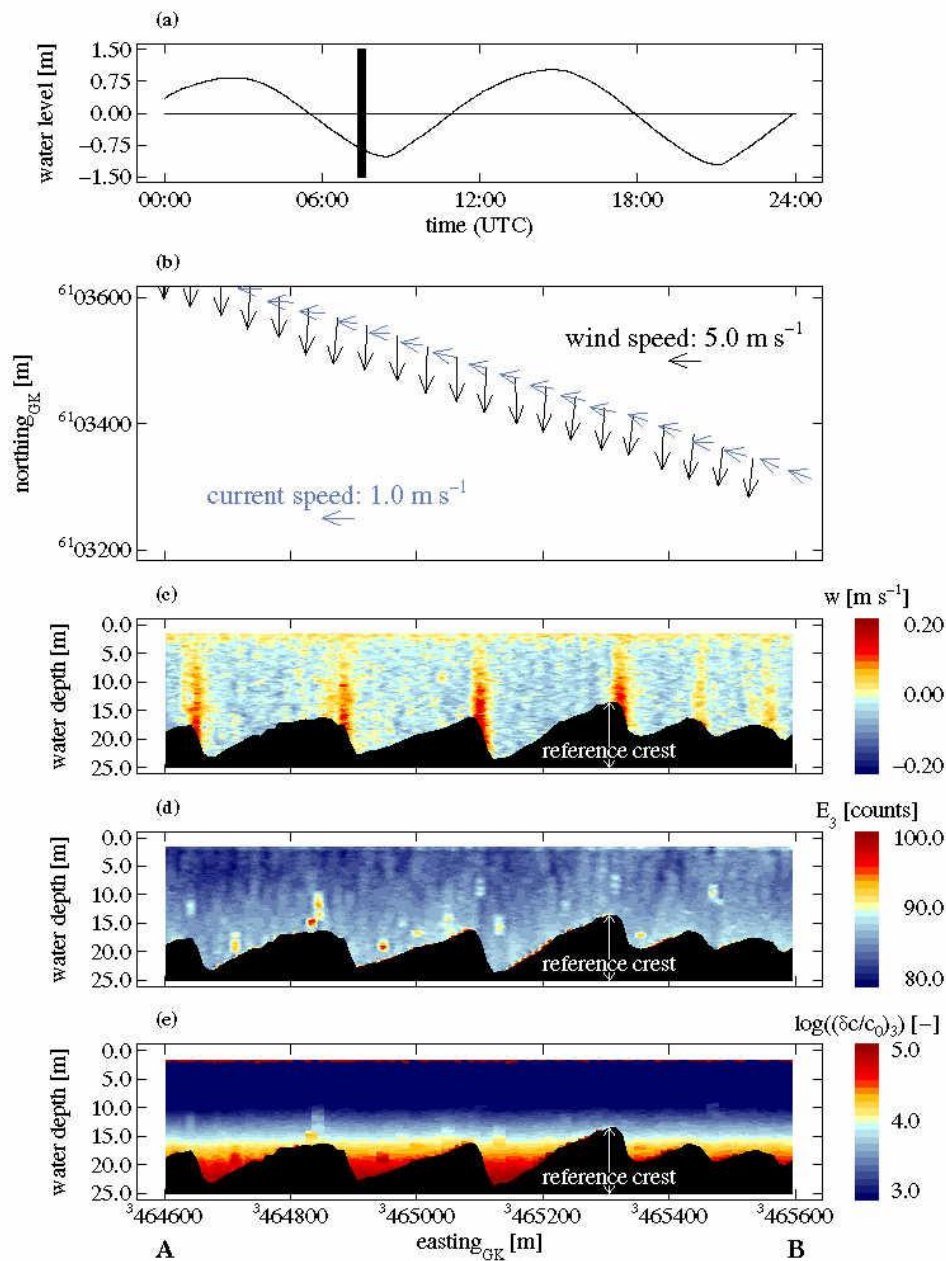 (a)
water level [m]
1.50
0.75
0.00
−0.75
−1.50
00:00 06:00 12:00 18:00 24:00
time (UTC)
(b)
northing_GK [m]
⁶¹03600
⁶¹03400
⁶¹03200
wind speed: 5.0 m s⁻¹
current speed: 1.0 m s⁻¹
(c)
w [m s⁻¹]
water depth [m]
0.0
5.0
10.0
15.0
20.0
25.0
reference crest
0.20
0.00
−0.20
(d)
E₃ [counts]
water depth [m]
0.0
5.0
10.0
15.0
20.0
25.0
reference crest
100.0
90.0
80.0
(e)
log((δc/c₀)₃) [−]
water depth [m]
0.0
5.0
10.0
15.0
20.0
25.0
reference crest
5.0
4.0
3.0
³464600 ³464800 ³465000 ³465200 ³465400 ³465600
A easting_GK [m] B